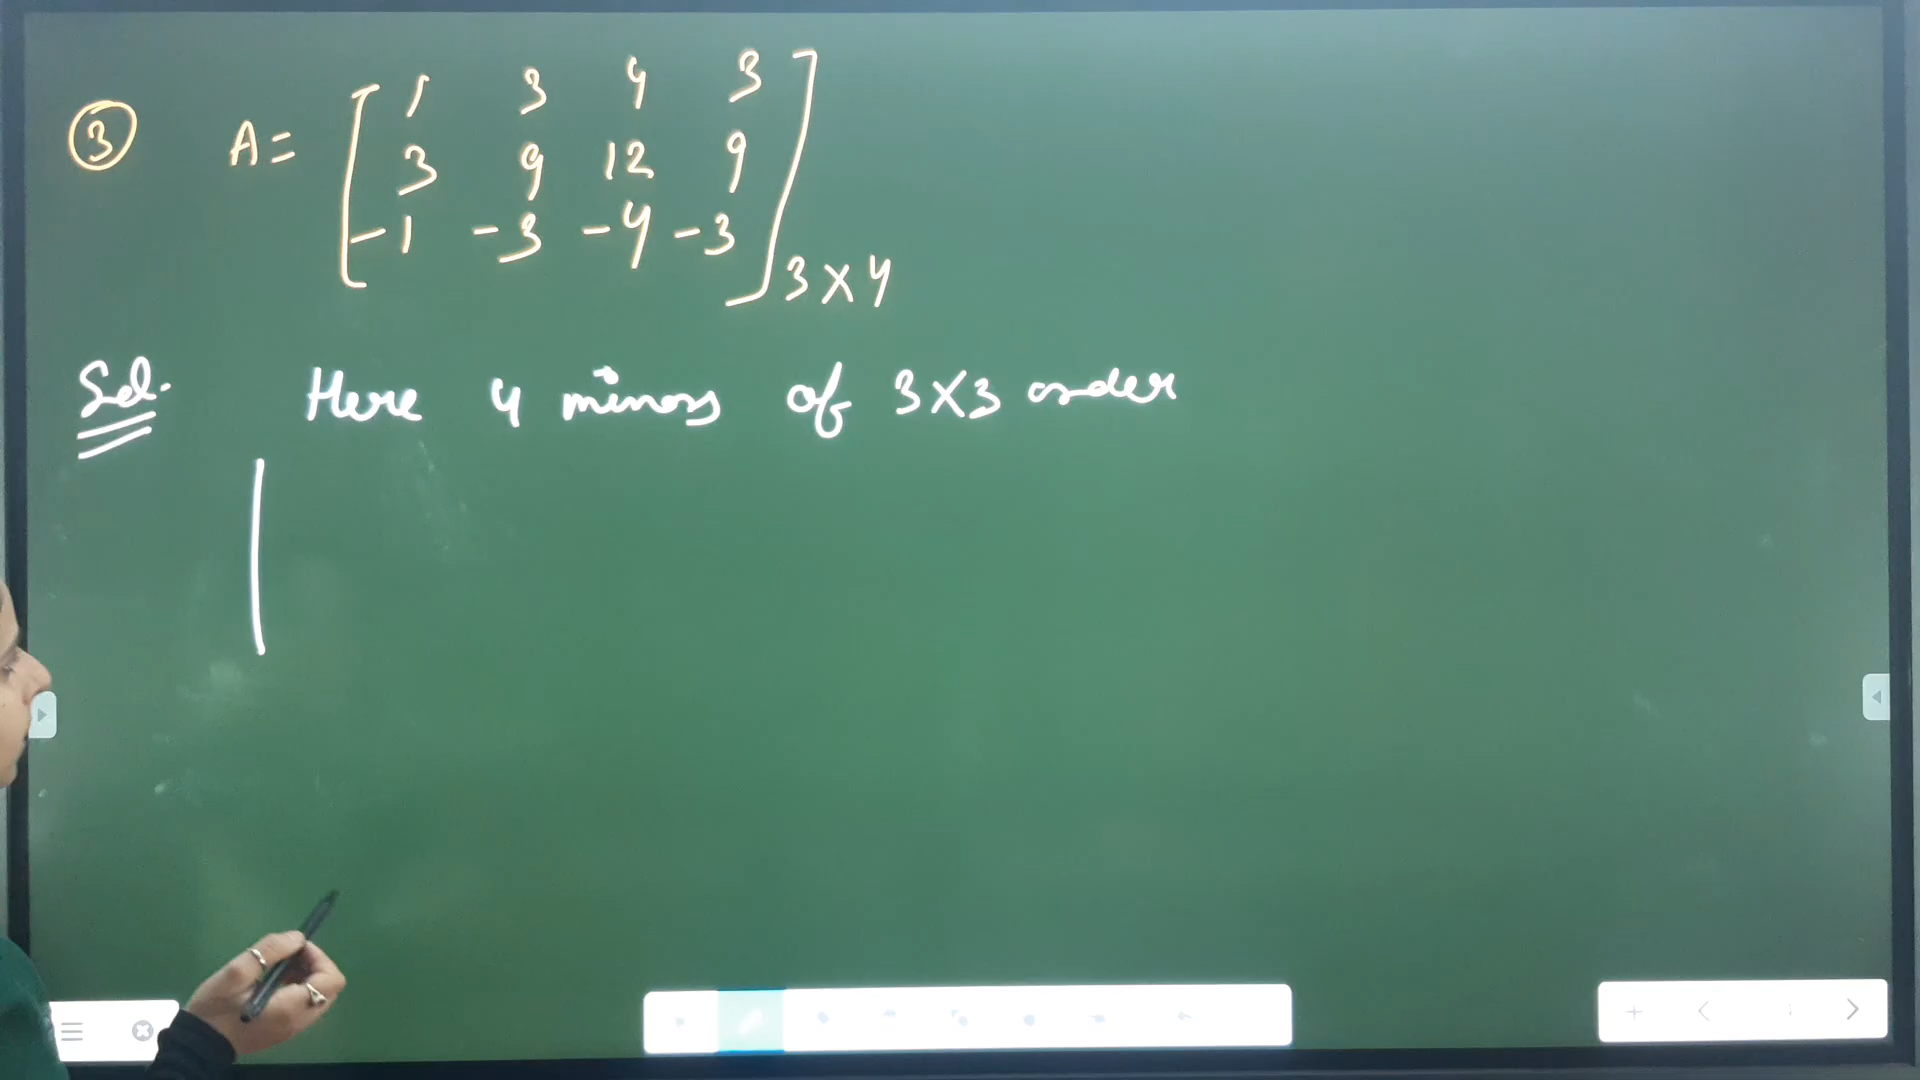 ③ A = [ 1 3 4 3
3 9 12 9
-1 -3 -4 -3 ] 3×4
Sol. Here 4 minors of 3×3 order